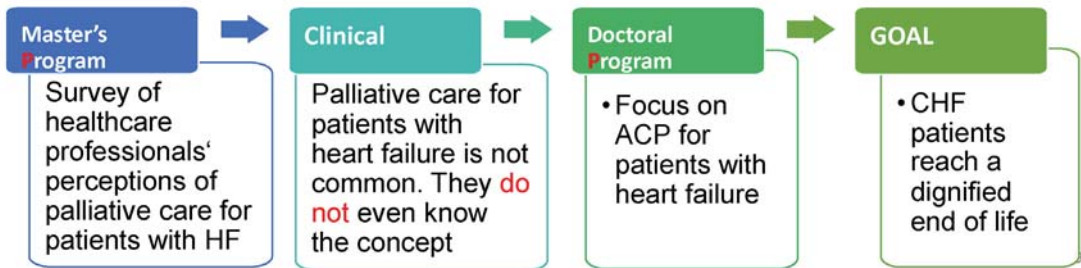 Master's
Program
Survey of
healthcare
professionals‘
perceptions of
palliative care for
patients with HF
Clinical
Palliative care for
patients with
heart failure is not
common. They do
not even know
the concept
Doctoral
Program
• Focus on
ACP for
patients with
heart failure
GOAL
• CHF
patients
reach a
dignified
end of life